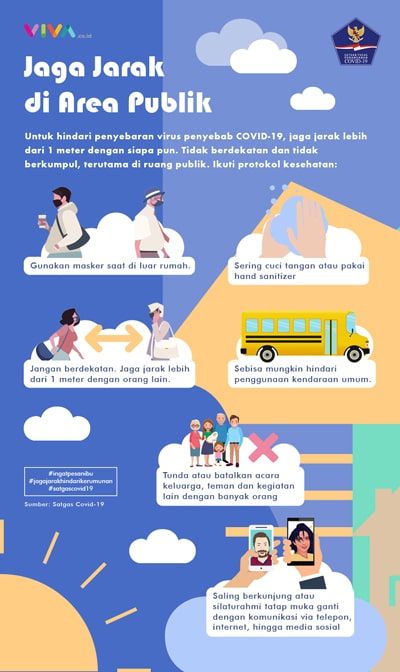 VIVA.co.id
SATUAN TUGAS
PENANGANAN
COVID-19
Jaga Jarak
di Area Publik
Untuk hindari penyebaran virus penyebab COVID-19, jaga jarak lebih
dari 1 meter dengan siapa pun. Tidak berdekatan dan tidak
berkumpul, terutama di ruang publik. Ikuti protokol kesehatan:
Gunakan masker saat di luar rumah.
Sering cuci tangan atau pakai
hand sanitizer
Jangan berdekatan. Jaga jarak lebih
dari 1 meter dengan orang lain.
Sebisa mungkin hindari
penggunaan kendaraan umum.
Tunda atau batalkan acara
keluarga, teman dan kegiatan
lain dengan banyak orang
#ingatpesenibu
#jagajarakhindarikerumunan
#satgascovid19
Sumber: Satgas Covid-19
Saling berkunjung atau
silaturahmi tatap muka ganti
dengan komunikasi via telepon,
internet, hingga media sosial